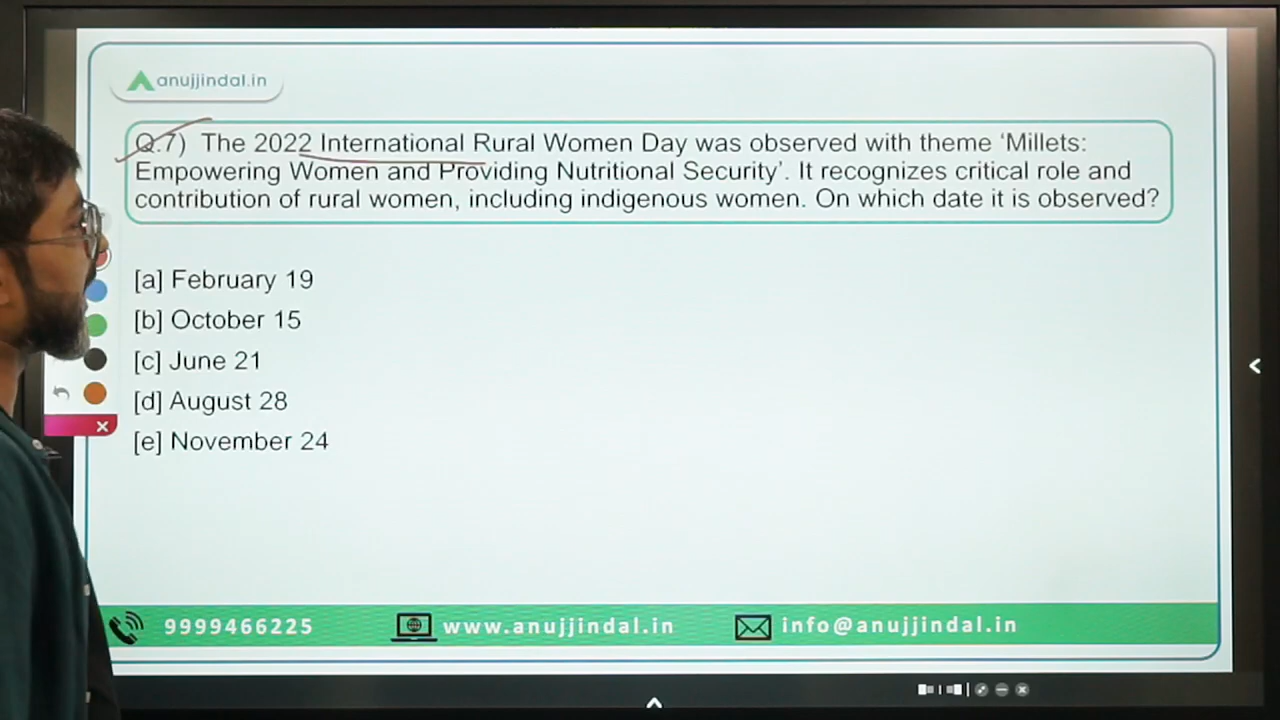 anujjindal.in
Q.7) The 2022 International Rural Women Day was observed with theme ‘Millets:
Empowering Women and Providing Nutritional Security’. It recognizes critical role and
contribution of rural women, including indigenous women. On which date it is observed?
[a] February 19
[b] October 15
[c] June 21
[d] August 28
[e] November 24
9999466225 www.anujjindal.in info@anujjindal.in